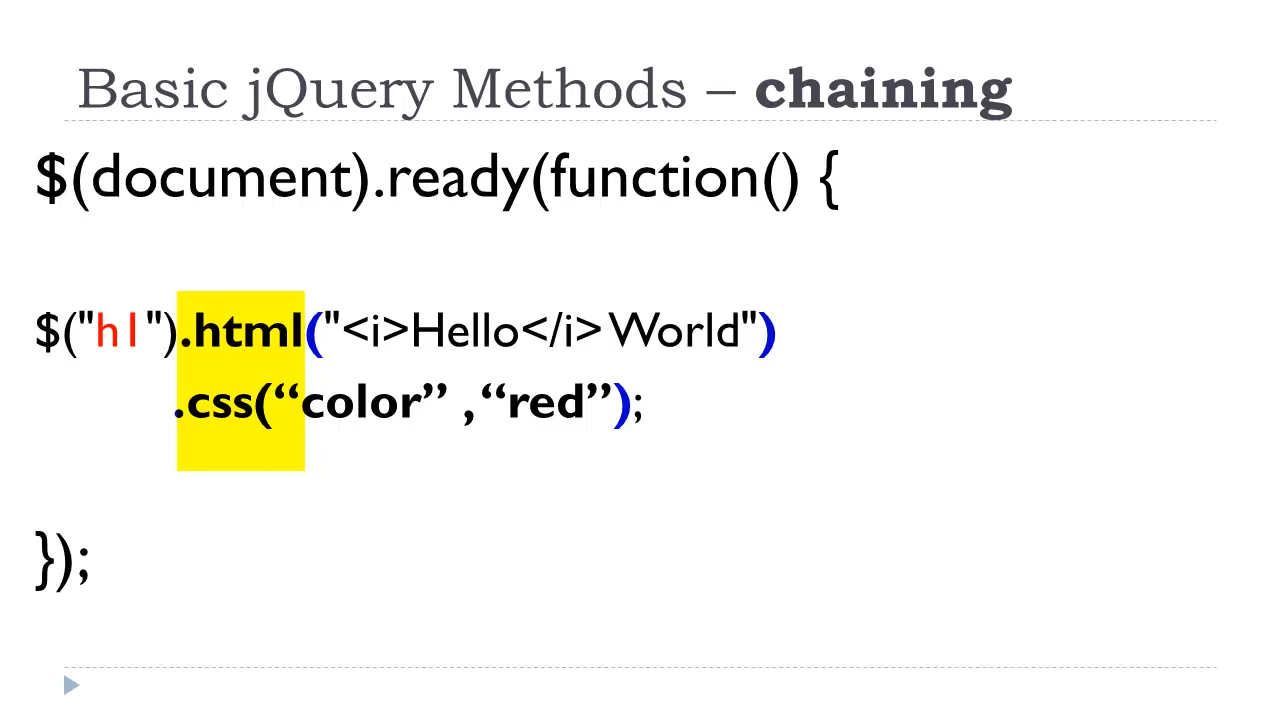 Basic jQuery Methods – chaining
$(document).ready(function() {
$("h1").html("<i>Hello</i> World")
.css(“color” , “red”);
});